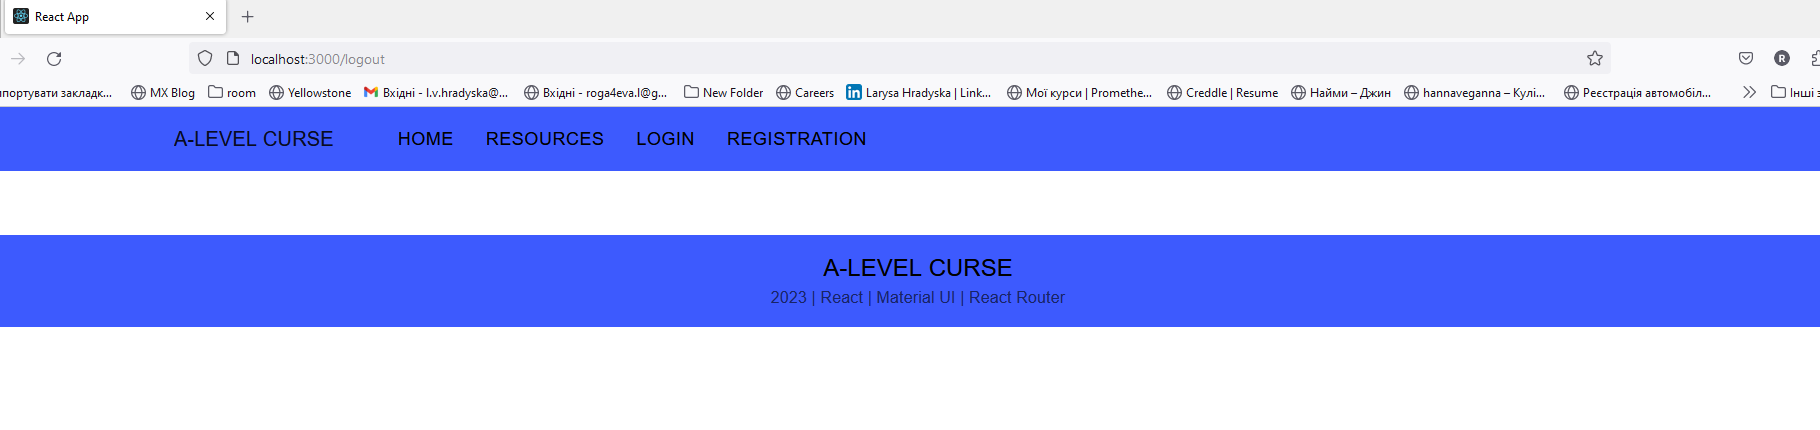 React App
localhost:3000/logout
R
мпортувати закладк... MX Blog room Yellowstone Вхідні - l.v.hradyska@... Вхідні - roga4eva.l@g... New Folder Careers Larysa Hradyska | Link... Мої курси | Promethe... Creddle | Resume Найми – Джин hannaveganna – Кулі... Реєстрація автомобіл... Інші з
A-LEVEL CURSE HOME RESOURCES LOGIN REGISTRATION
A-LEVEL CURSE
2023 | React | Material UI | React Router